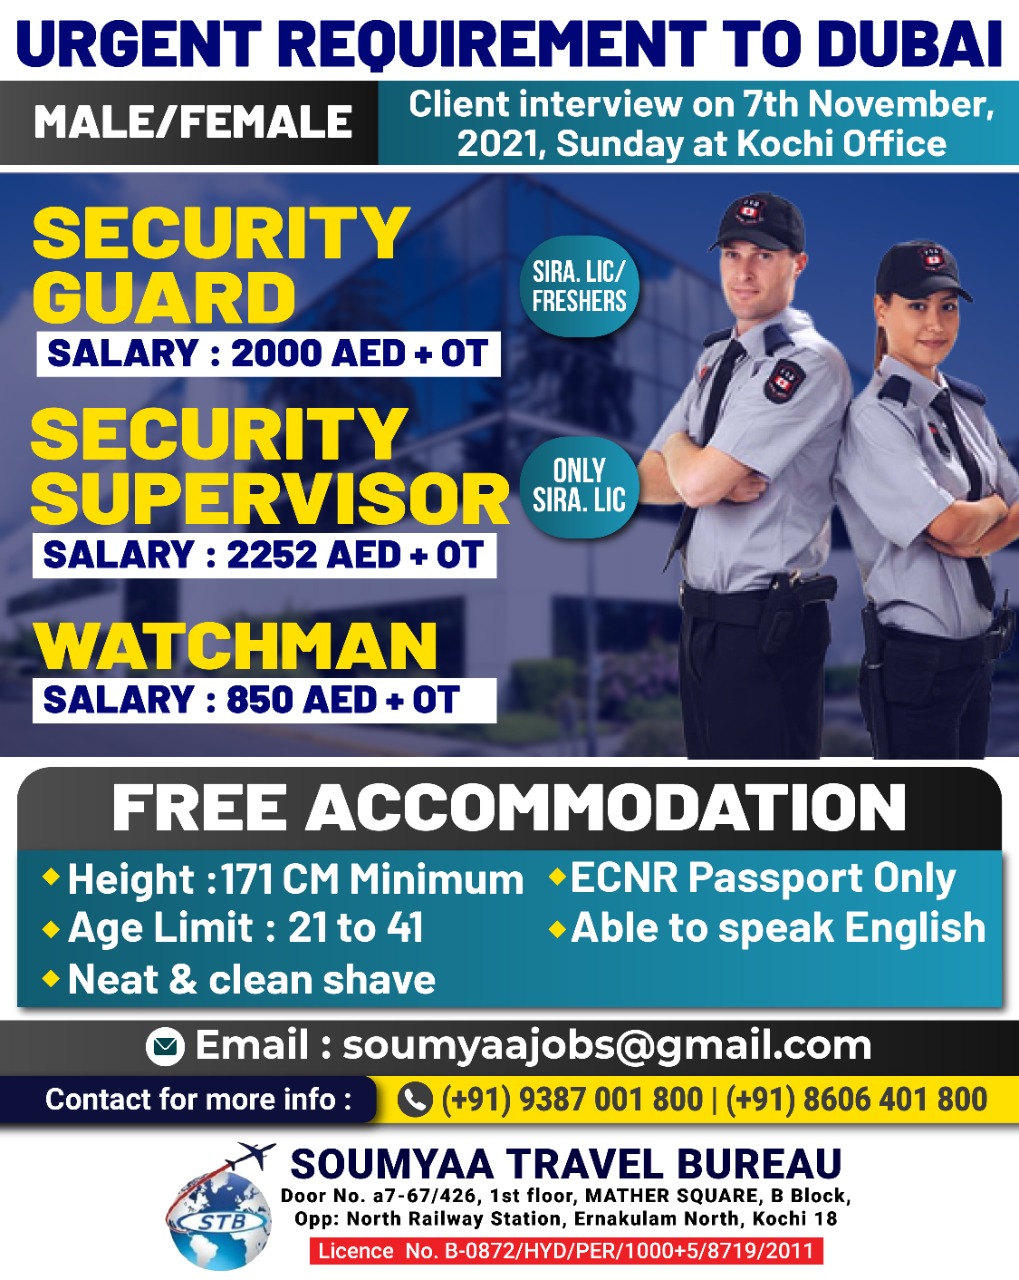 URGENT REQUIREMENT TO DUBAI
MALE/FEMALE
Client interview on 7th November,
2021, Sunday at Kochi Office
SECURITY
GUARD
SALARY : 2000 AED + OT
SIRA. LIC/
FRESHERS
SECURITY
SUPERVISOR
SALARY : 2252 AED + OT
ONLY
SIRA. LIC
WATCHMAN
SALARY : 850 AED + OT
FREE ACCOMMODATION
Height :171 CM Minimum
Age Limit : 21 to 41
Neat & clean shave
ECNR Passport Only
Able to speak English
Email : soumyaajobs@gmail.com
Contact for more info :
(+91) 9387 001 800 | (+91) 8606 401 800
STB
SOUMYAA TRAVEL BUREAU
Door No. a7-67/426, 1st floor, MATHER SQUARE, B Block,
Opp: North Railway Station, Ernakulam North, Kochi 18
Licence No. B-0872/HYD/PER/1000+5/8719/2011